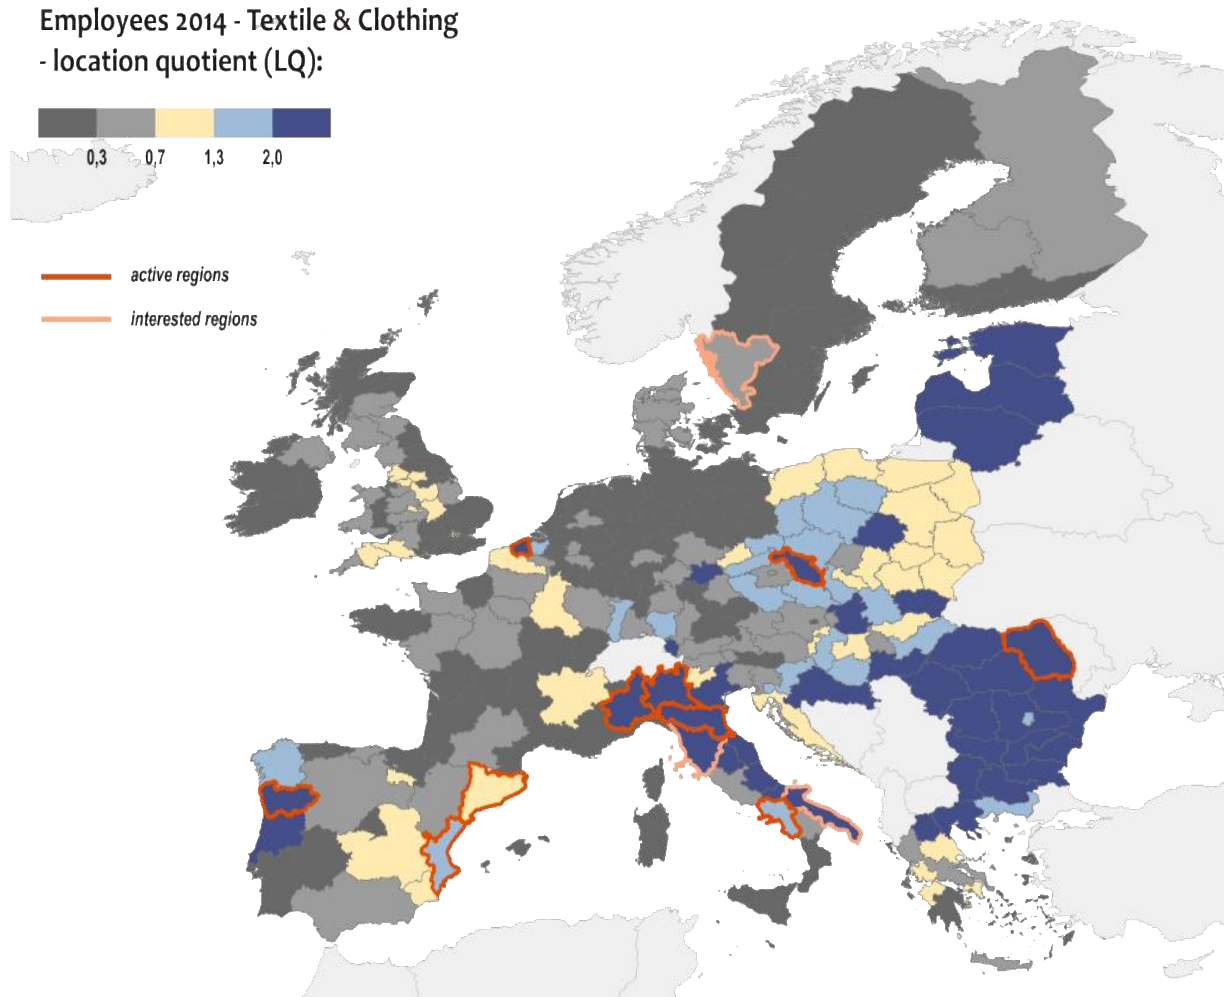 Employees 2014 - Textile & Clothing
- location quotient (LQ):
0,3 0,7 1,3 2,0
active regions
interested regions